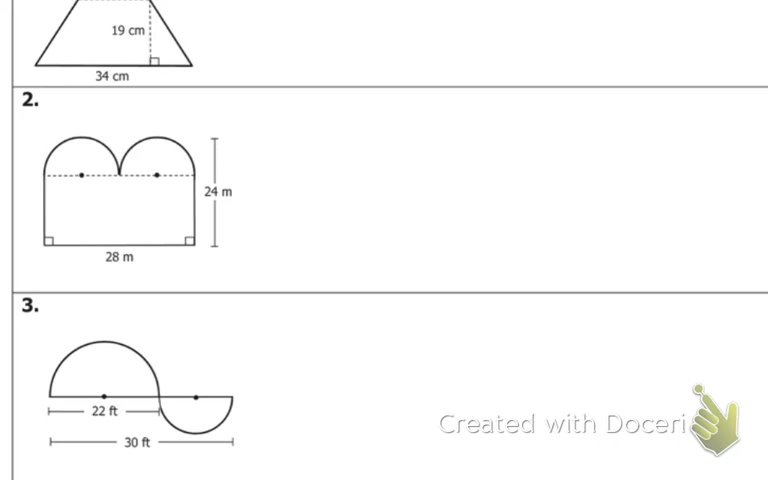 19 cm
34 cm
2.
24 m
28 m
3.
22 ft
30 ft
Created with Doceri